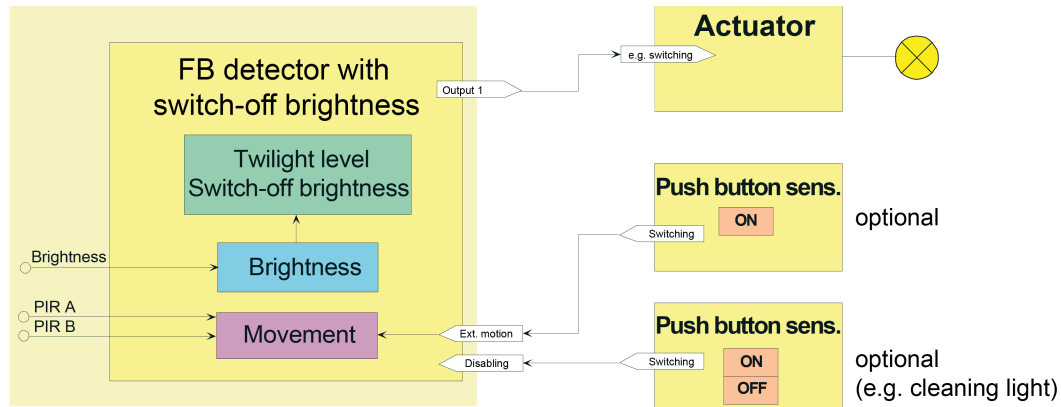 FB detector with
switch-off brightness
Output 1
Twilight level
Switch-off brightness
Brightness
Brightness
PIR A
PIR B
Movement
Ext. motion
Disabling
Actuator
e.g. switching
Push button sens.
ON
Switching
optional
Push button sens.
Switching
ON
OFF
optional
(e.g. cleaning light)